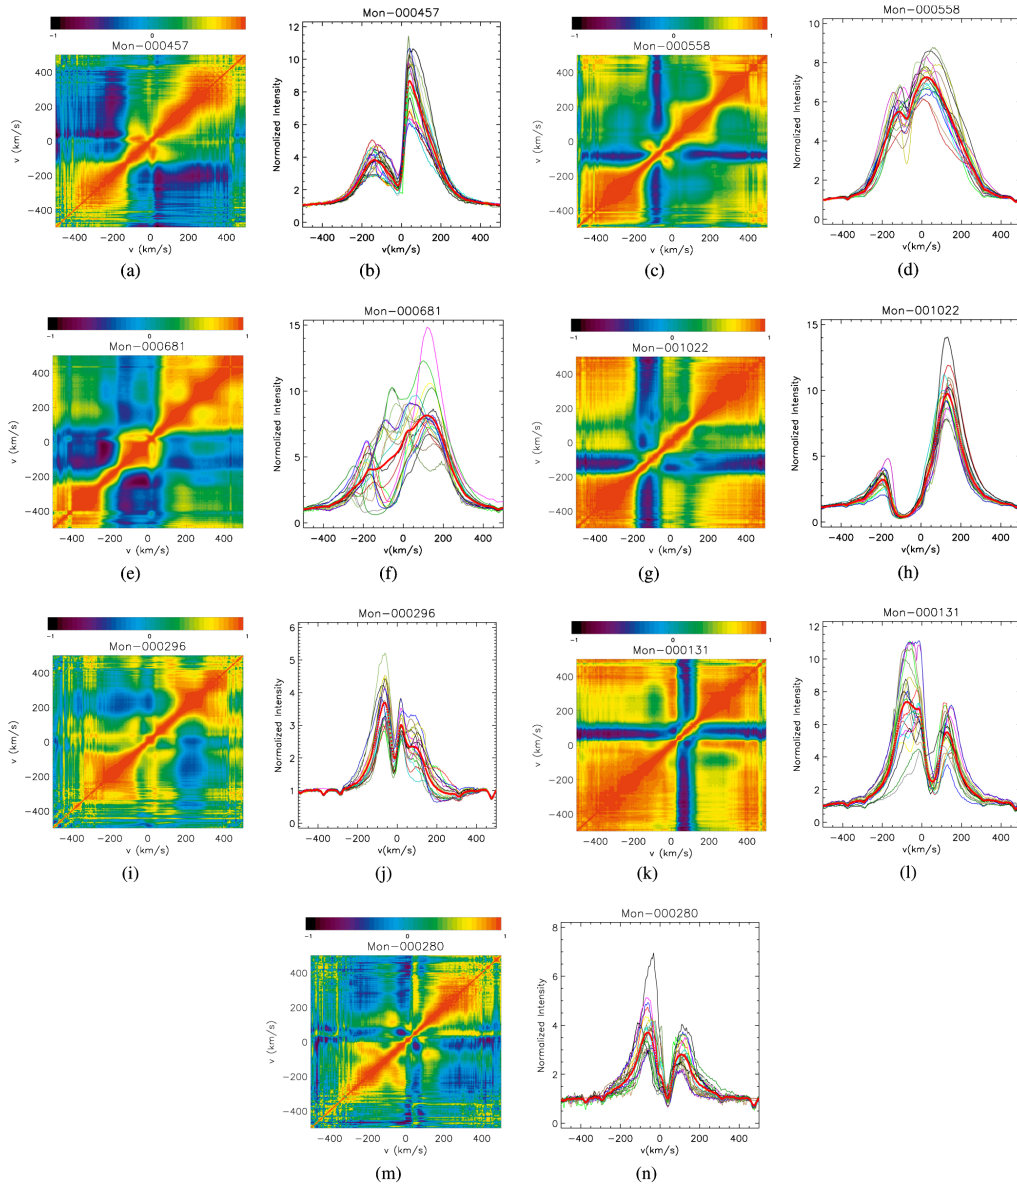 -1 0 1
Mon-000457
400
200
0
-200
-400
v (km/s)
-400 -200 0 200 400
v (km/s)
(a)
Mon-000457
12
10
8
6
4
2
Normalized Intensity
-400 -200 0 200 400
v(km/s)
(b)
-1 0 1
Mon-000558
400
200
0
-200
-400
v (km/s)
-400 -200 0 200 400
v (km/s)
(c)
Mon-000558
10
8
6
4
2
0
Normalized Intensity
-400 -200 0 200 400
v(km/s)
(d)
-1 0 1
Mon-000681
400
200
0
-200
-400
v (km/s)
-400 -200 0 200 400
v (km/s)
(e)
Mon-000681
15
10
5
0
Normalized Intensity
-400 -200 0 200 400
v(km/s)
(f)
-1 0 1
Mon-001022
400
200
0
-200
-400
v (km/s)
-400 -200 0 200 400
v (km/s)
(g)
Mon-001022
15
10
5
0
Normalized Intensity
-400 -200 0 200 400
v(km/s)
(h)
-1 0 1
Mon-000296
400
200
0
-200
-400
v (km/s)
-400 -200 0 200 400
v (km/s)
(i)
Mon-000296
6
5
4
3
2
1
0
Normalized Intensity
-400 -200 0 200 400
v(km/s)
(j)
-1 0 1
Mon-000131
400
200
0
-200
-400
v (km/s)
-400 -200 0 200 400
v (km/s)
(k)
Mon-000131
12
10
8
6
4
2
0
Normalized Intensity
-400 -200 0 200 400
v(km/s)
(l)
-1 0 1
Mon-000280
400
200
0
-200
-400
v (km/s)
-400 -200 0 200 400
v (km/s)
(m)
Mon-000280
8
6
4
2
0
Normalized Intensity
-400 -200 0 200 400
v(km/s)
(n)